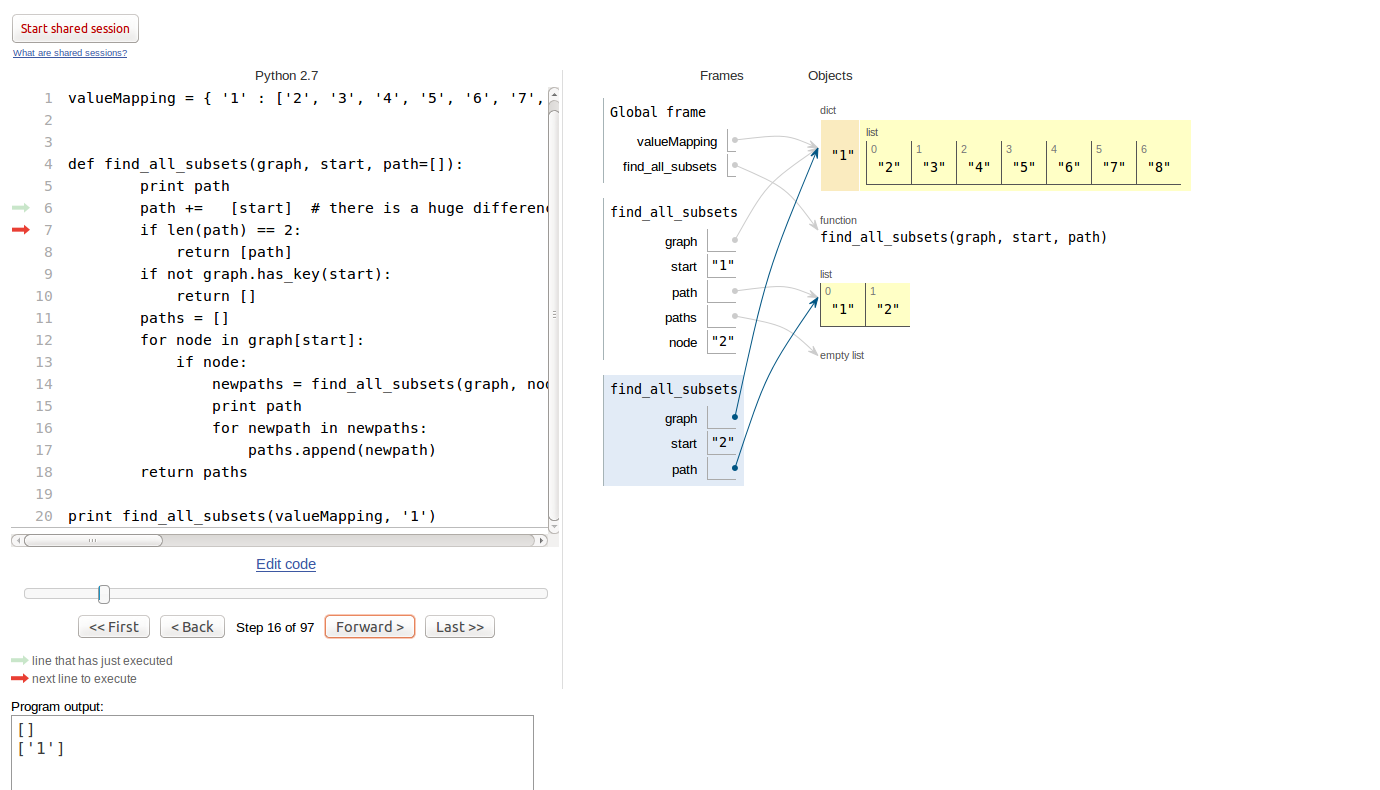 Start shared session
What are shared sessions?
Python 2.7
1 valueMapping = { '1' : ['2', '3', '4', '5', '6', '7',
2
3
4 def find_all_subsets(graph, start, path=[]):
5 print path
6 path += [start] # there is a huge differen
7 if len(path) == 2:
8 return [path]
9 if not graph.has_key(start):
10 return []
11 paths = []
12 for node in graph[start]:
13 if node:
14 newpaths = find_all_subsets(graph, no
15 print path
16 for newpath in newpaths:
17 paths.append(newpath)
18 return paths
19
20 print find_all_subsets(valueMapping, '1')
Edit code
<< First < Back Step 16 of 97 Forward > Last >>
line that has just executed
next line to execute
Program output:
[]
['1']
Frames Objects
Global frame
valueMapping
find_all_subsets
find_all_subsets
graph
start "1"
path
paths
node "2"
find_all_subsets
graph
start "2"
path
dict
"1"
list
0 1 2 3 4 5 6
"2" "3" "4" "5" "6" "7" "8"
function
find_all_subsets(graph, start, path)
list
0 1
"1" "2"
empty list